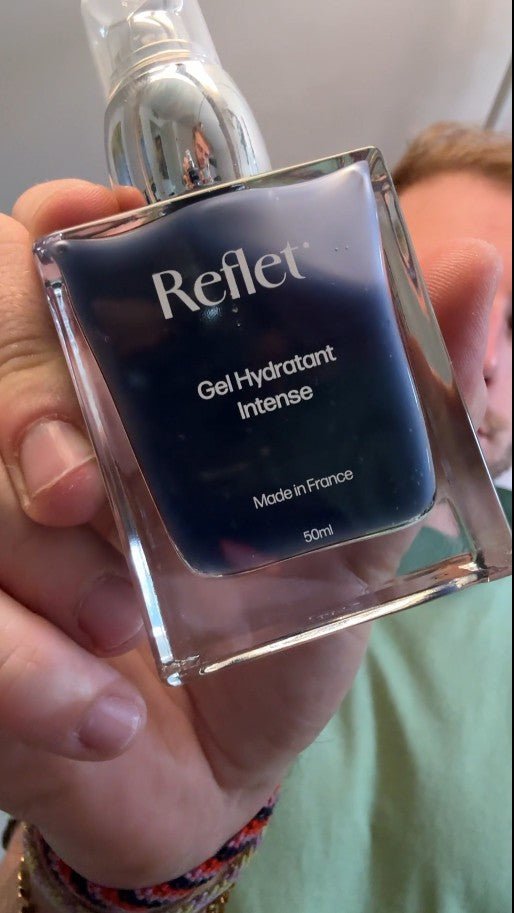 Reflet
Gel Hydratant
Intense
Made in France
50ml